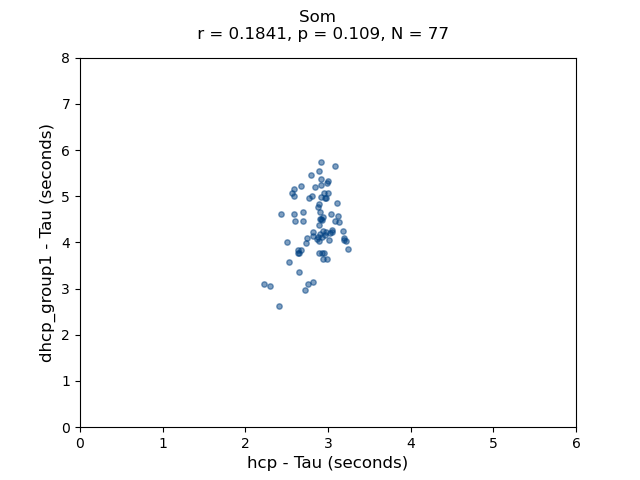 Som
r = 0.1841, p = 0.109, N = 77
8
7
6
5
4
3
2
1
0
dhcp_group1 - Tau (seconds)
0 1 2 3 4 5 6
hcp - Tau (seconds)